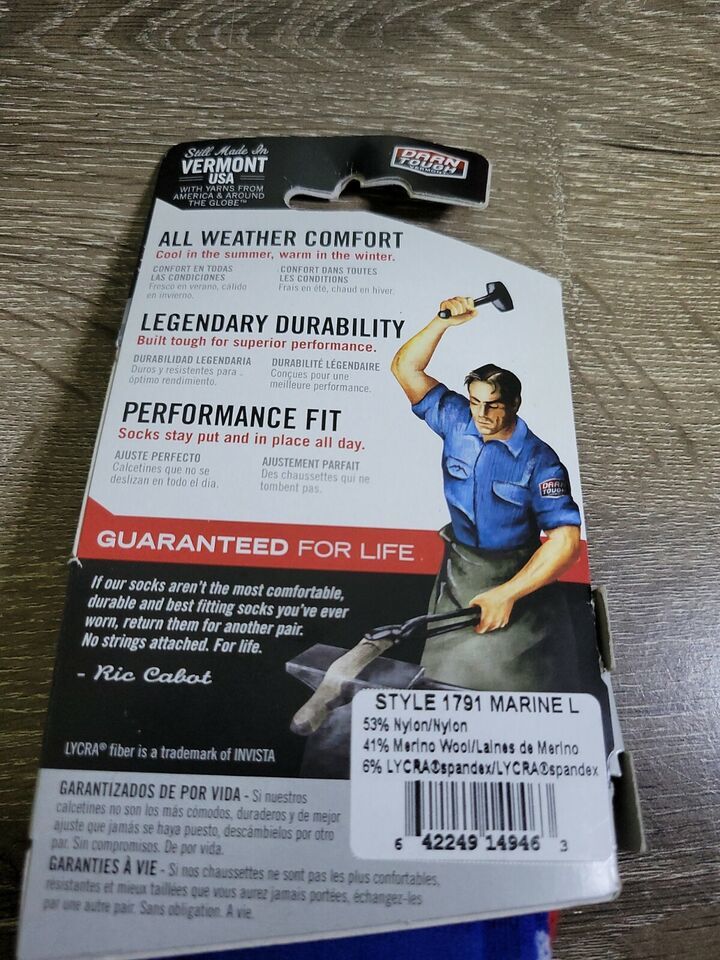 Still Made In
VERMONT
USA
WITH YARNS FROM
AMERICA & AROUND
THE GLOBE™
DARN
TOUGH
VERMONT
ALL WEATHER COMFORT
Cool in the summer, warm in the winter.
CONFORT EN TODAS
LAS CONDICIONES
Fresco en verano, cálido
en invierno.
CONFORT DANS TOUTES
LES CONDITIONS
Frais en été, chaud en hiver.
LEGENDARY DURABILITY
Built tough for superior performance.
DURABILIDAD LEGENDARIA
Duros y resistentes para
óptimo rendimiento.
DURABILITÉ LÉGENDAIRE
Conçues pour une
meilleure performance.
PERFORMANCE FIT
Socks stay put and in place all day.
AJUSTE PERFECTO
Calcetines que no se
deslizan en todo el día.
AJUSTEMENT PARFAIT
Des chaussettes qui ne
tombent pas.
DARN
TOUGH
GUARANTEED FOR LIFE
If our socks aren't the most comfortable,
durable and best fitting socks you've ever
worn, return them for another pair.
No strings attached. For life.
- Ric Cabot
LYCRA® fiber is a trademark of INVISTA
STYLE 1791 MARINE L
53% Nylon/Nylon
41% Merino Wool/Laines de Merino
6% LYCRA®spandex/LYCRA®spandex
6 42249 14946 3
GARANTIZADOS DE POR VIDA - Si nuestros
calcetines no son los más cómodos, duraderos y de mejor
ajuste que jamás se haya puesto, descámbielos por otro
par. Sin compromisos. De por vida.
GARANTIES À VIE - Si nos chaussettes ne sont pas les plus confortables,
résistantes et mieux taillées que vous aurez jamais portées, échangez-les
par une autre pair. Sans obligation. A vie.